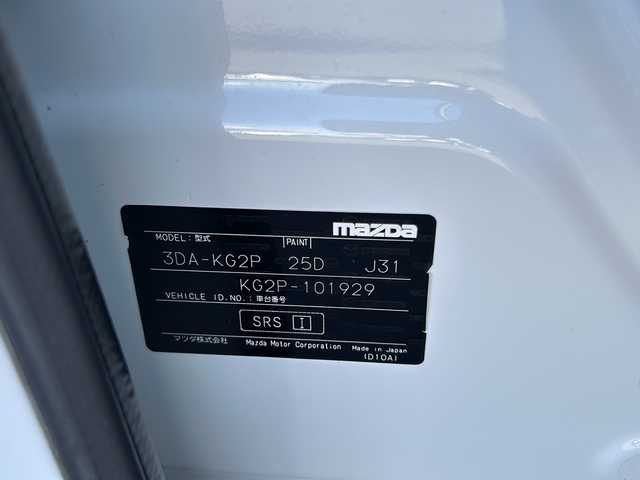 mazda
MODEL: 型式 PAINT
3DA-KG2P 25D J31
KG2P-101929
VEHICLE ID.NO.: 車台番号
SRS I
マツダ株式会社 Mazda Motor Corporation Made in Japan
(D10A)